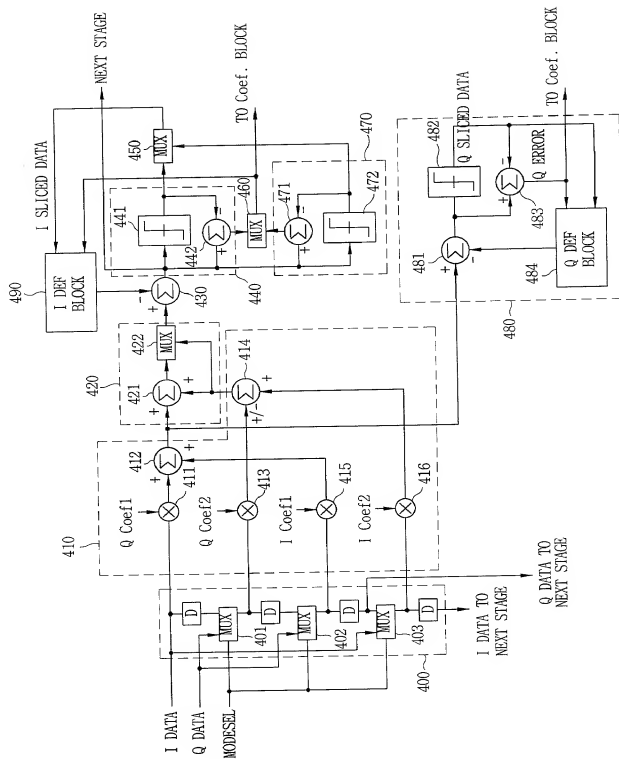 I DATA
Q DATA
MODESEL
400
D
MUX
401
D
MUX
402
D
MUX
403
D
I DATA TO
NEXT STAGE
Q DATA TO
NEXT STAGE
410
Q Coef1
411
Q Coef2
413
I Coef1
415
I Coef2
416
412
Σ
+
+
414
Σ
+/-
+
420
421
Σ
+
+
422
MUX
430
Σ
+
-
490
I DEF
BLOCK
I SLICED DATA
440
441
442
Σ
+
-
450
MUX
460
MUX
470
471
Σ
+
-
472
NEXT STAGE
TO Coef. BLOCK
480
481
Σ
+
-
482
Q SLICED DATA
483
Σ
+
-
Q ERROR
484
Q DEF
BLOCK
TO Coef. BLOCK